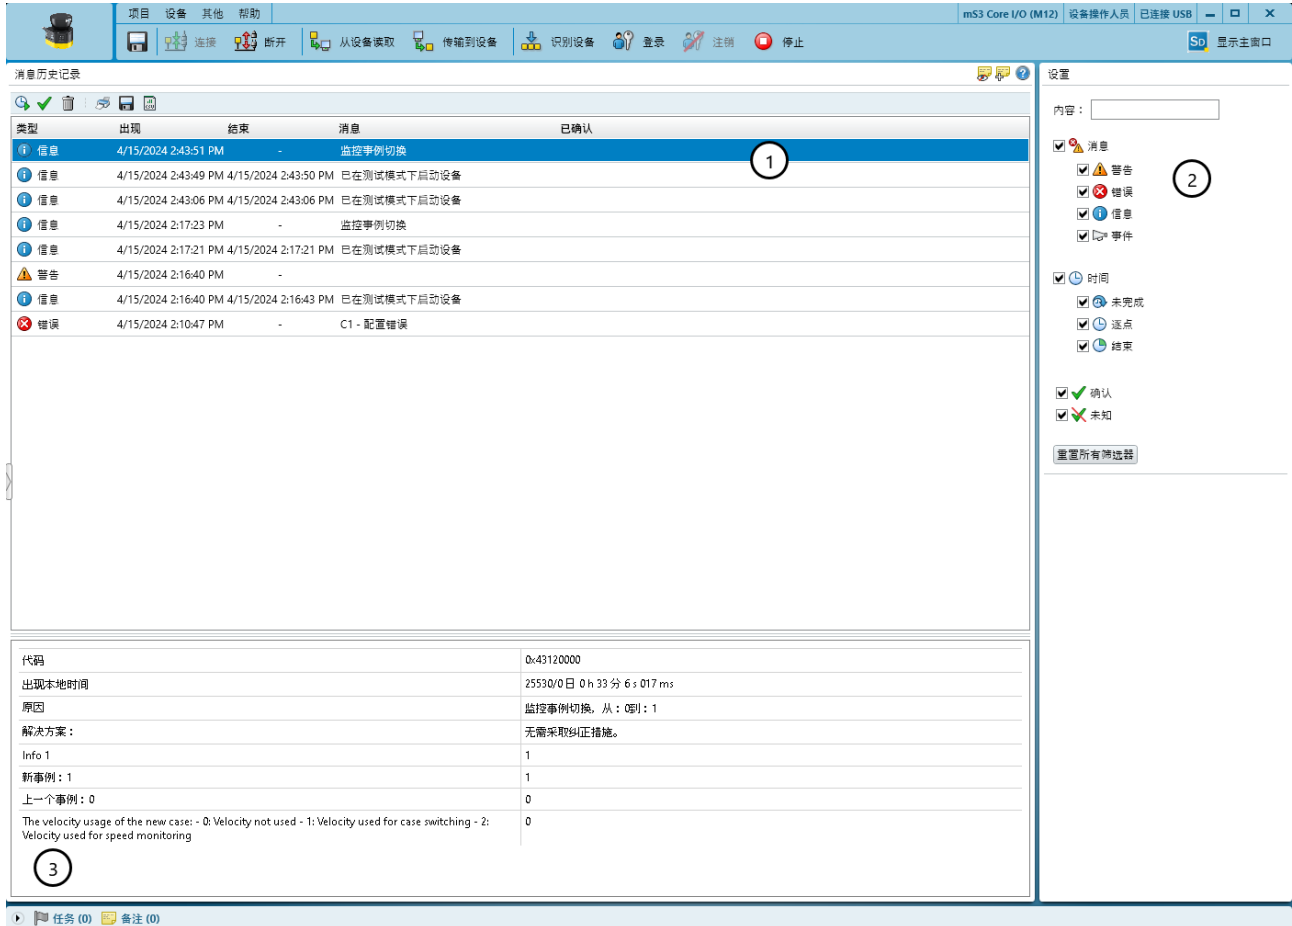 项目 设备 其他 帮助 mS3 Core I/O (M12) 设备操作人员 已连接 USB
连接 断开 从设备读取 传输到设备 识别设备 登录 注销 停止 SD 显示主窗口
消息历史记录
类型 出现 结束 消息 已确认
信息 4/15/2024 2:43:51 PM - 监控事例切换
信息 4/15/2024 2:43:49 PM 4/15/2024 2:43:50 PM 已在测试模式下启动设备
信息 4/15/2024 2:43:06 PM 4/15/2024 2:43:06 PM 已在测试模式下启动设备
信息 4/15/2024 2:17:23 PM - 监控事例切换
信息 4/15/2024 2:17:21 PM 4/15/2024 2:17:21 PM 已在测试模式下启动设备
警告 4/15/2024 2:16:40 PM -
信息 4/15/2024 2:16:40 PM 4/15/2024 2:16:43 PM 已在测试模式下启动设备
错误 4/15/2024 2:10:47 PM - C1 - 配置错误
1
代码 0x43120000
出现本地时间 25530/0日 0 h 33 分 6 s 017 ms
原因 监控事例切换，从：0到：1
解决方案： 无需采取纠正措施。
Info 1 1
新事例：1 1
上一个事例：0 0
The velocity usage of the new case: - 0: Velocity not used - 1: Velocity used for case switching - 2: 0
Velocity used for speed monitoring
3
设置
内容：
消息
警告
错误
信息
事件
2
时间
未完成
逐点
结束
确认
未知
重置所有筛选器
任务 (0) 备注 (0)